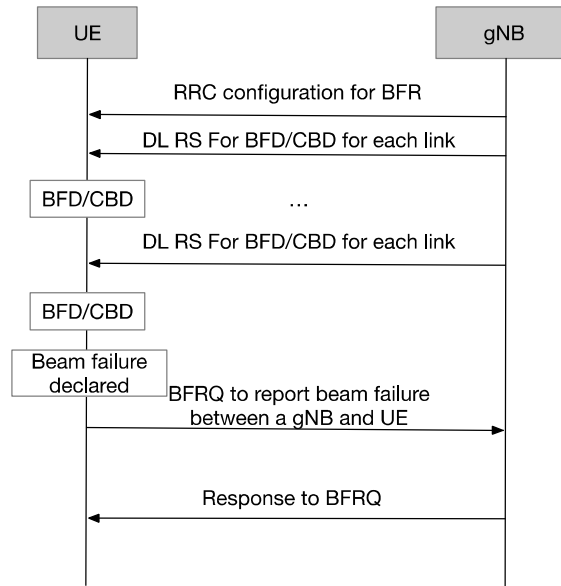 UE
gNB
RRC configuration for BFR
DL RS For BFD/CBD for each link
BFD/CBD
...
DL RS For BFD/CBD for each link
BFD/CBD
Beam failure
declared
BFRQ to report beam failure
between a gNB and UE
Response to BFRQ